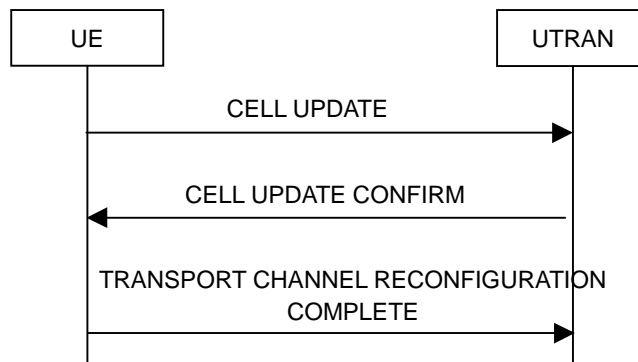 UE
UTRAN
CELL UPDATE
CELL UPDATE CONFIRM
TRANSPORT CHANNEL RECONFIGURATION
COMPLETE